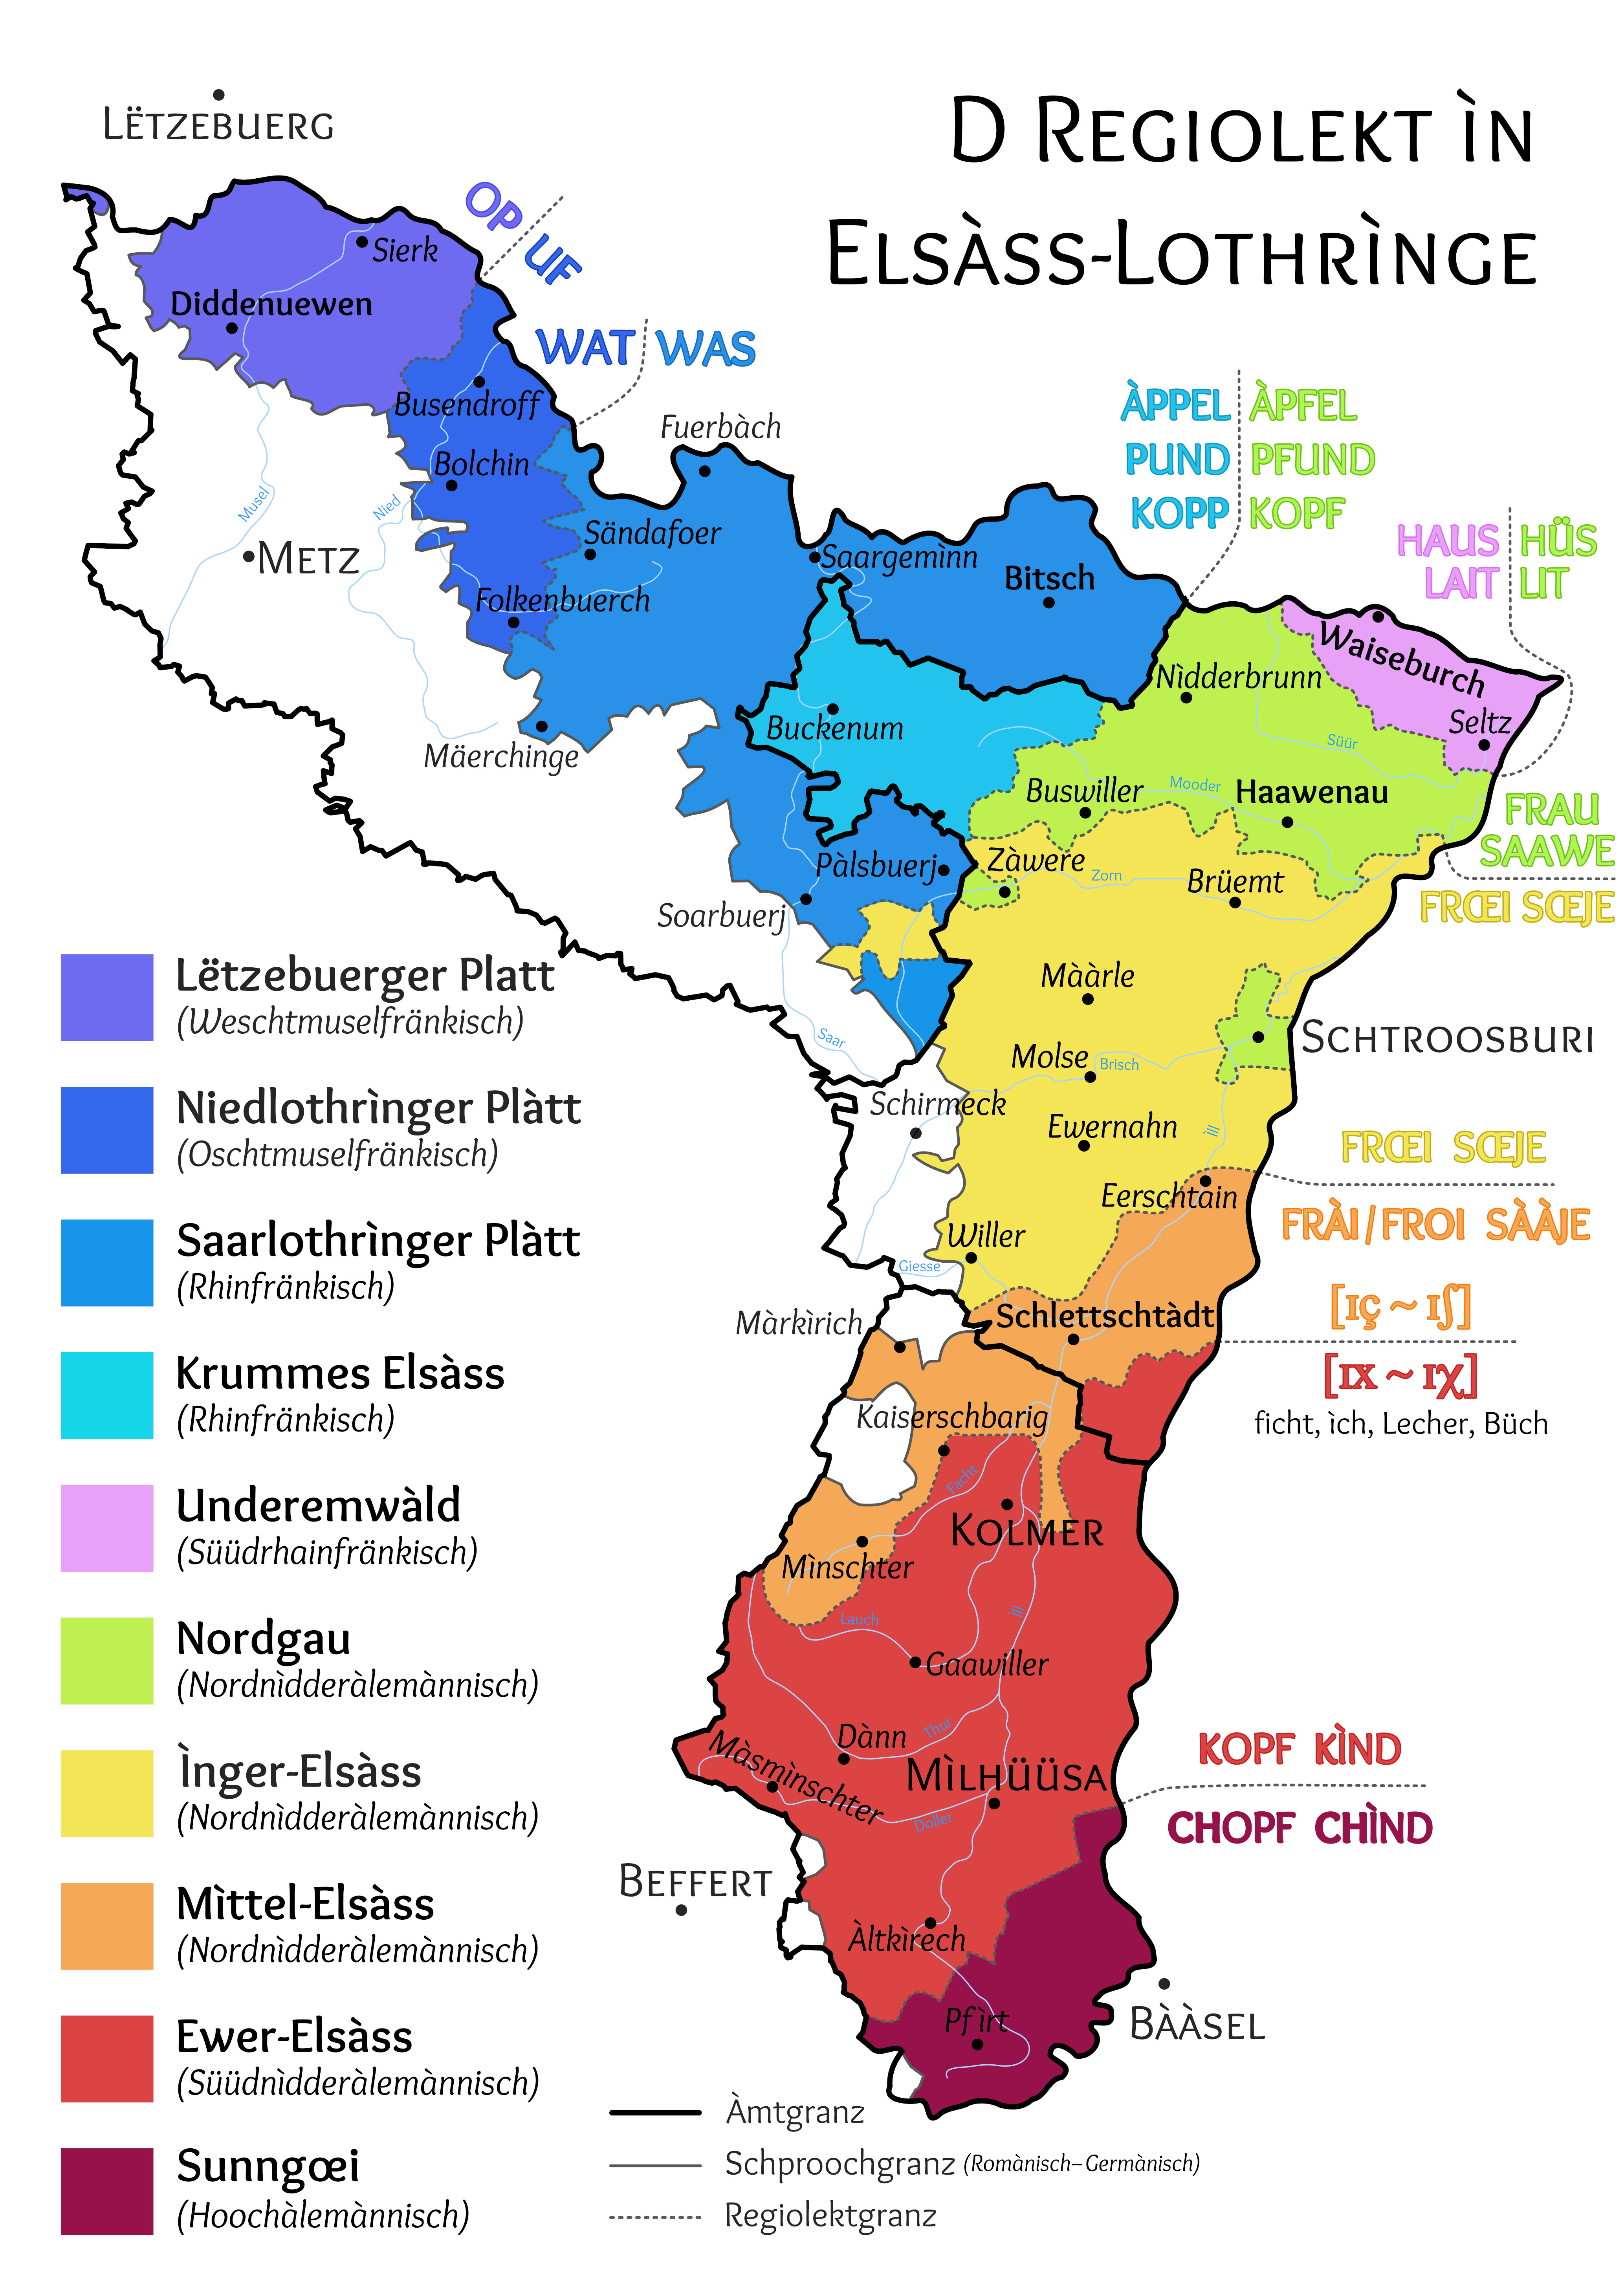 D Regiolekt ìn
Elsàss-Lothrìnge
Lëtzebuerg
OP
UF
Sierk
Diddenuewen
WAT
WAS
Busendroff
Fuerbàch
Bolchin
ÀPPEL
ÀPFEL
PUND
PFUND
KOPP
KOPF
Musel
Nied
Sändafoer
HAUS
HÜS
LAIT
LIT
Metz
Saargemìnn
Bitsch
Folkenbuerch
Waiseburch
Nìdderbrunn
Seltz
Buckenum
Süür
Mäerchinge
Buswiller
Mooder
Haawenau
FRAU
SAAWE
Pàlsbuerj
Zàwere
Zorn
Brüemt
FRŒI SŒJE
Soarbuerj
Lëtzebuerger Platt
(Weschtmuselfränkisch)
Mààrle
Saar
Schtroosburi
Molse
Brisch
Niedlothrìnger Plàtt
(Oschtmuselfränkisch)
Schirmeck
Ewernahn
Ill
FRŒI SŒJE
Eerschtain
FRÀI/FROI SÀÀJE
Saarlothrìnger Plàtt
(Rhinfränkisch)
Willer
Giesse
Màrkìrich
Schlettschtàdt
[ɪç ~ ɪʃ]
[ɪx ~ ɪχ]
ficht, ìch, Lecher, Büch
Krummes Elsàss
(Rhinfränkisch)
Kaiserschbarig
Facht
Kolmer
Underemwàld
(Süüdrhainfränkisch)
Mìnschter
Lauch
Ill
Nordgau
(Nordnìdderàlemànnisch)
Gaawiller
Dànn
Thur
Màsmìnschter
Mìlhüüsa
Doller
KOPF KÌND
CHOPF CHÌND
Ìnger-Elsàss
(Nordnìdderàlemànnisch)
Beffert
Mìttel-Elsàss
(Nordnìdderàlemànnisch)
Àltkìrech
Pfìrt
Bààsel
Ewer-Elsàss
(Süüdnìdderàlemànnisch)
Sunngœi
(Hoochàlemànnisch)
Àmtgranz
Schproochgranz (Romànisch–Germànisch)
Regiolektgranz